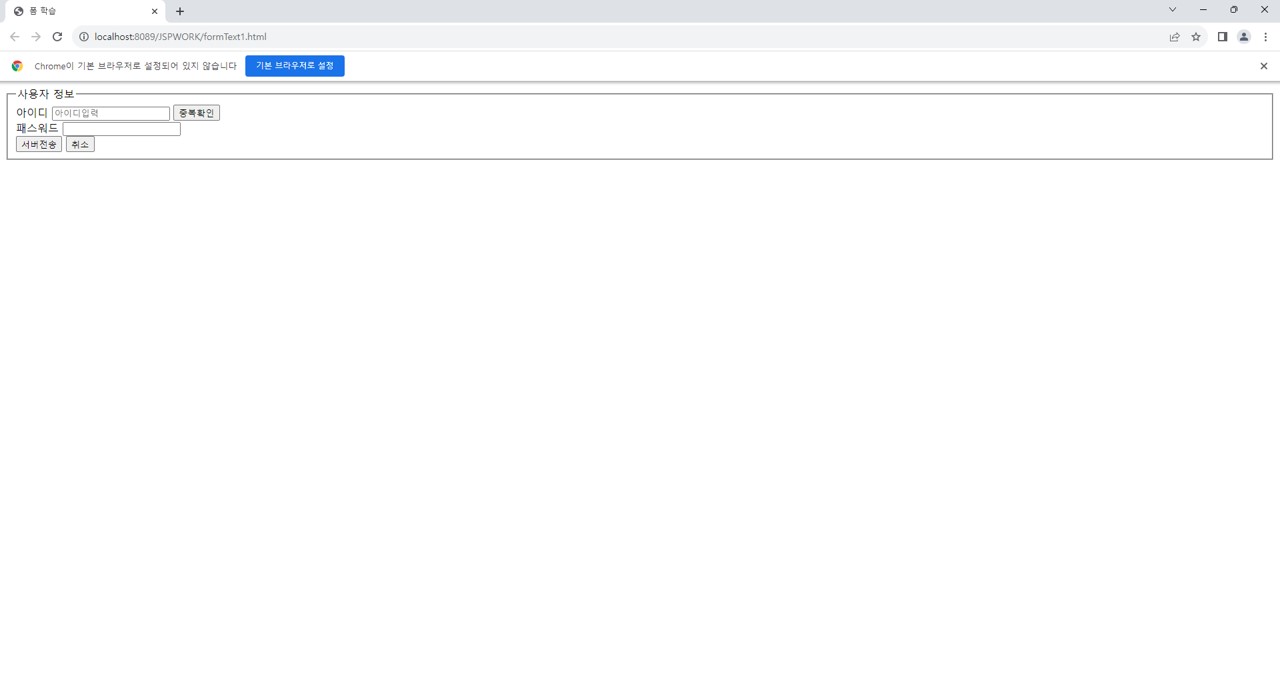 폼 학습
localhost:8089/JSPWORK/formText1.html
Chrome이 기본 브라우저로 설정되어 있지 않습니다 기본 브라우저로 설정
사용자 정보
아이디 아이디입력 중복확인
패스워드
서버전송 취소